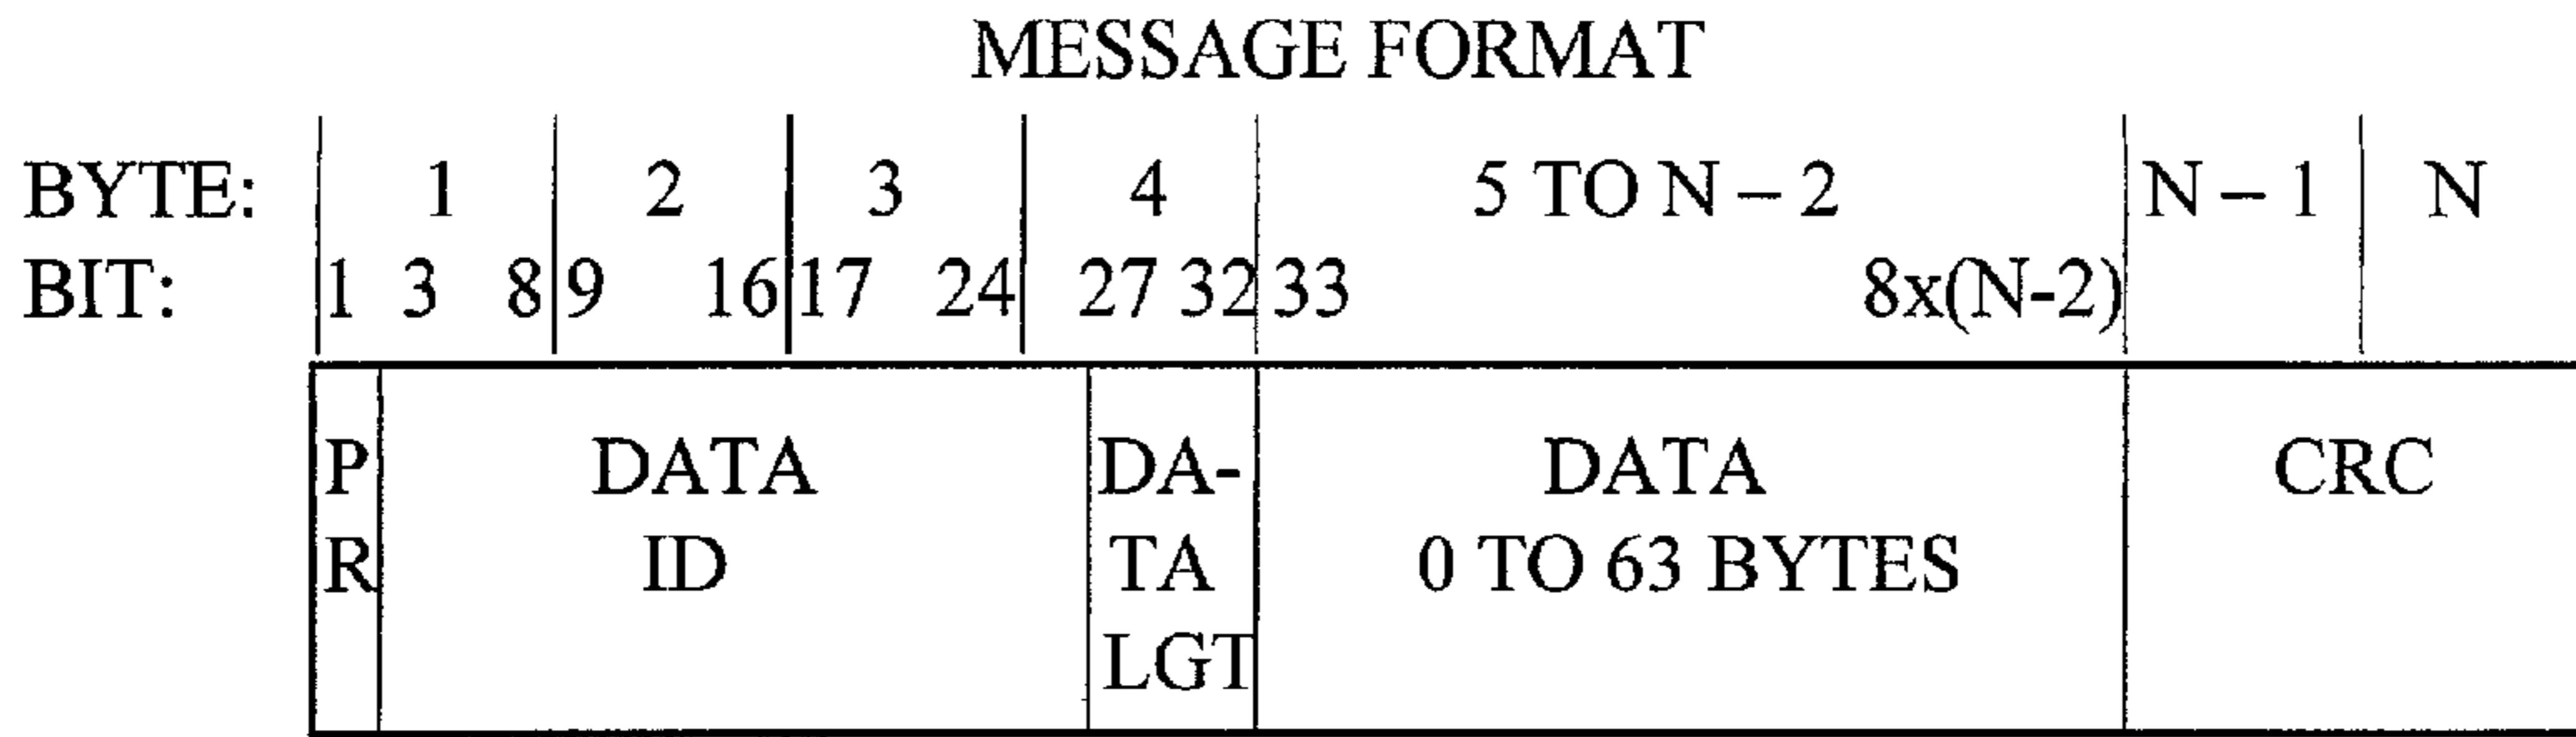 MESSAGE FORMAT
BYTE: 1 2 3 4 5 TO N – 2 N – 1 N
BIT: 1 3 8 9 16 17 24 27 32 33 8x(N-2)
P DATA DA- DATA CRC
R ID TA 0 TO 63 BYTES
LGT